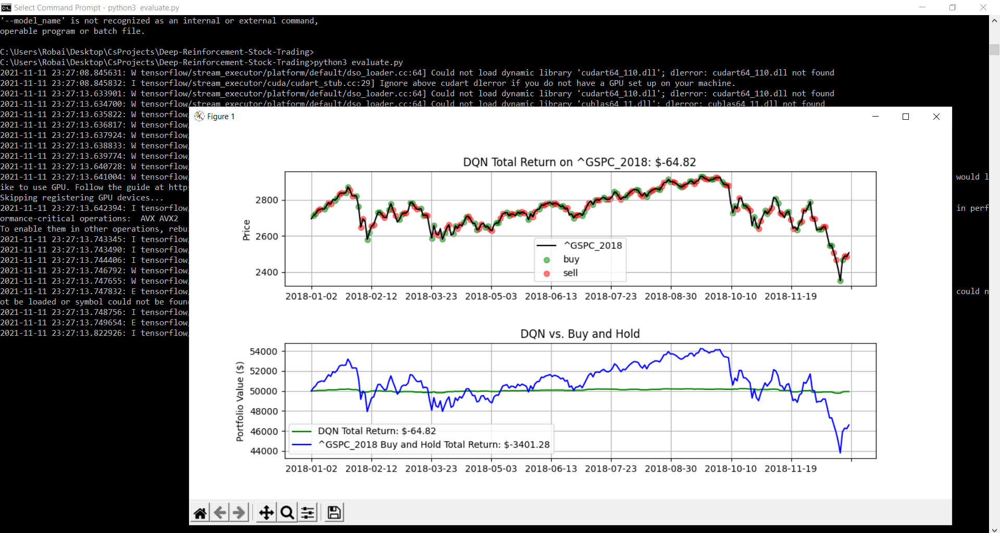 Select Command Prompt - python3  evaluate.py
'--model_name' is not recognized as an internal or external command,
operable program or batch file.
C:\Users\Robai\Desktop\CsProjects\Deep-Reinforcement-Stock-Trading>
C:\Users\Robai\Desktop\CsProjects\Deep-Reinforcement-Stock-Trading>python3 evaluate.py
2021-11-11 23:27:08.845631: W tensorflow/stream_executor/platform/default/dso_loader.cc:64] Could not load dynamic library 'cudart64_110.dll'; dlerror: cudart64_110.dll not found
2021-11-11 23:27:08.845832: I tensorflow/stream_executor/cuda/cudart_stub.cc:29] Ignore above cudart dlerror if you do not have a GPU set up on your machine.
2021-11-11 23:27:13.633901: W tensorflow/stream_executor/platform/default/dso_loader.cc:64] Could not load dynamic library 'cudart64_110.dll'; dlerror: cudart64_110.dll not found
2021-11-11 23:27:13.634700: W tensorflow/stream_executor/platform/default/dso_loader.cc:64] Could not load dynamic library 'cublas64_11.dll'; dlerror: cublas64_11.dll not found
2021-11-11 23:27:13.635822: W tensorflow/
2021-11-11 23:27:13.636817: W tensorflow/
2021-11-11 23:27:13.637924: W tensorflow/
2021-11-11 23:27:13.638833: W tensorflow/
2021-11-11 23:27:13.639774: W tensorflow/
2021-11-11 23:27:13.640728: W tensorflow/
2021-11-11 23:27:13.641004: W tensorflow/ would l
ike to use GPU. Follow the guide at http
Skipping registering GPU devices...
2021-11-11 23:27:13.642394: I tensorflow/ in perf
ormance-critical operations:  AVX AVX2
To enable them in other operations, rebu
2021-11-11 23:27:13.743345: I tensorflow/
2021-11-11 23:27:13.743490: I tensorflow/
2021-11-11 23:27:13.744406: I tensorflow/
2021-11-11 23:27:13.746792: W tensorflow/
2021-11-11 23:27:13.747655: W tensorflow/
2021-11-11 23:27:13.747832: E tensorflow/ could n
ot be loaded or symbol could not be foun
2021-11-11 23:27:13.748756: I tensorflow/
2021-11-11 23:27:13.749654: E tensorflow/
2021-11-11 23:27:13.822926: I tensorflow/
Figure 1
DQN Total Return on ^GSPC_2018: $-64.82
Price
2800
2600
2400
^GSPC_2018
buy
sell
2018-01-02 2018-02-12 2018-03-23 2018-05-03 2018-06-13 2018-07-23 2018-08-30 2018-10-10 2018-11-19
DQN vs. Buy and Hold
Portfolio Value ($)
54000
52000
50000
48000
46000
44000
DQN Total Return: $-64.82
^GSPC_2018 Buy and Hold Total Return: $-3401.28
2018-01-02 2018-02-12 2018-03-23 2018-05-03 2018-06-13 2018-07-23 2018-08-30 2018-10-10 2018-11-19